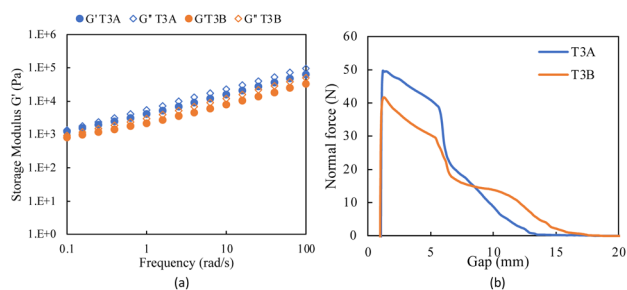 G' T3A G" T3A G'T3B G" T3B
Storage Modulus G' (Pa)
1.E+6
1.E+6
1.E+5
1.E+4
1.E+3
1.E+2
1.E+1
1.E+0
0.1 1 10 100
Frequency (rad/s)
(a)
Normal force (N)
60
50
40
30
20
10
0
T3A
T3B
0 5 10 15 20
Gap (mm)
(b)